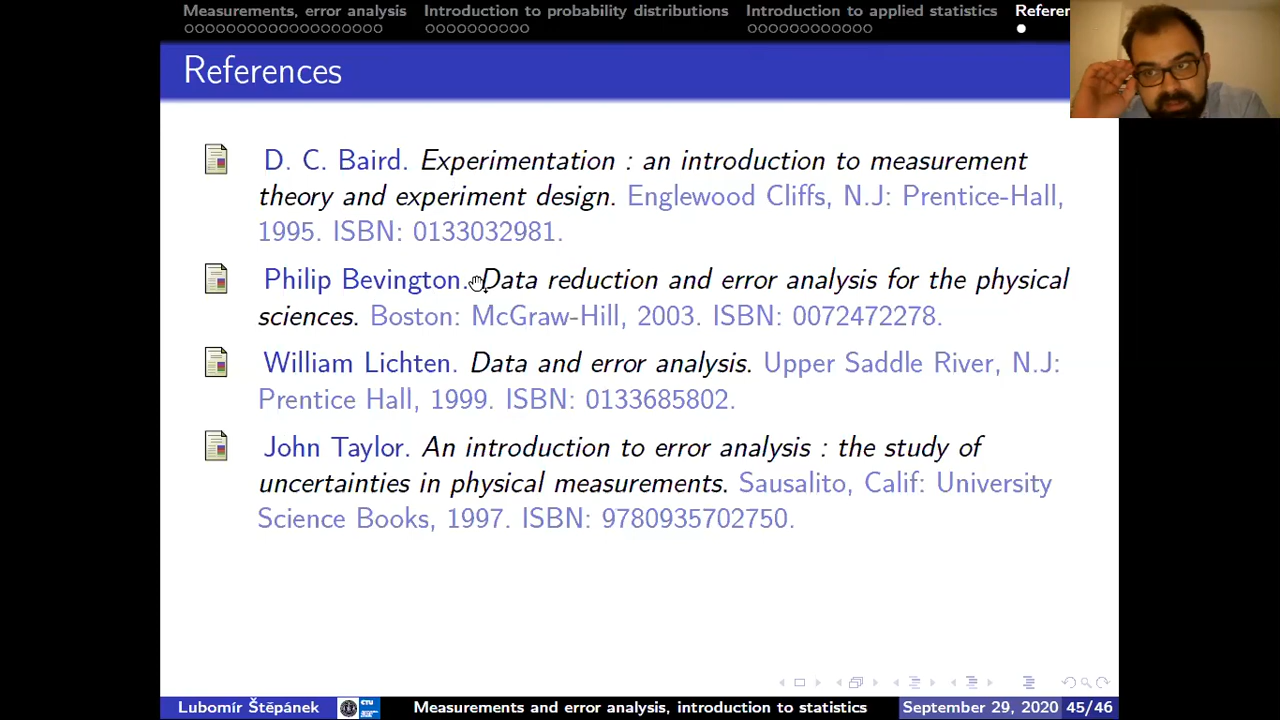 Measurements, error analysis Introduction to probability distributions Introduction to applied statistics Refer
References
D. C. Baird. Experimentation : an introduction to measurement
theory and experiment design. Englewood Cliffs, N.J: Prentice-Hall,
1995. ISBN: 0133032981.
Philip Bevington. Data reduction and error analysis for the physical
sciences. Boston: McGraw-Hill, 2003. ISBN: 0072472278.
William Lichten. Data and error analysis. Upper Saddle River, N.J:
Prentice Hall, 1999. ISBN: 0133685802.
John Taylor. An introduction to error analysis : the study of
uncertainties in physical measurements. Sausalito, Calif: University
Science Books, 1997. ISBN: 9780935702750.
Lubomír Štěpánek CTU Measurements and error analysis, introduction to statistics September 29, 2020 45/46